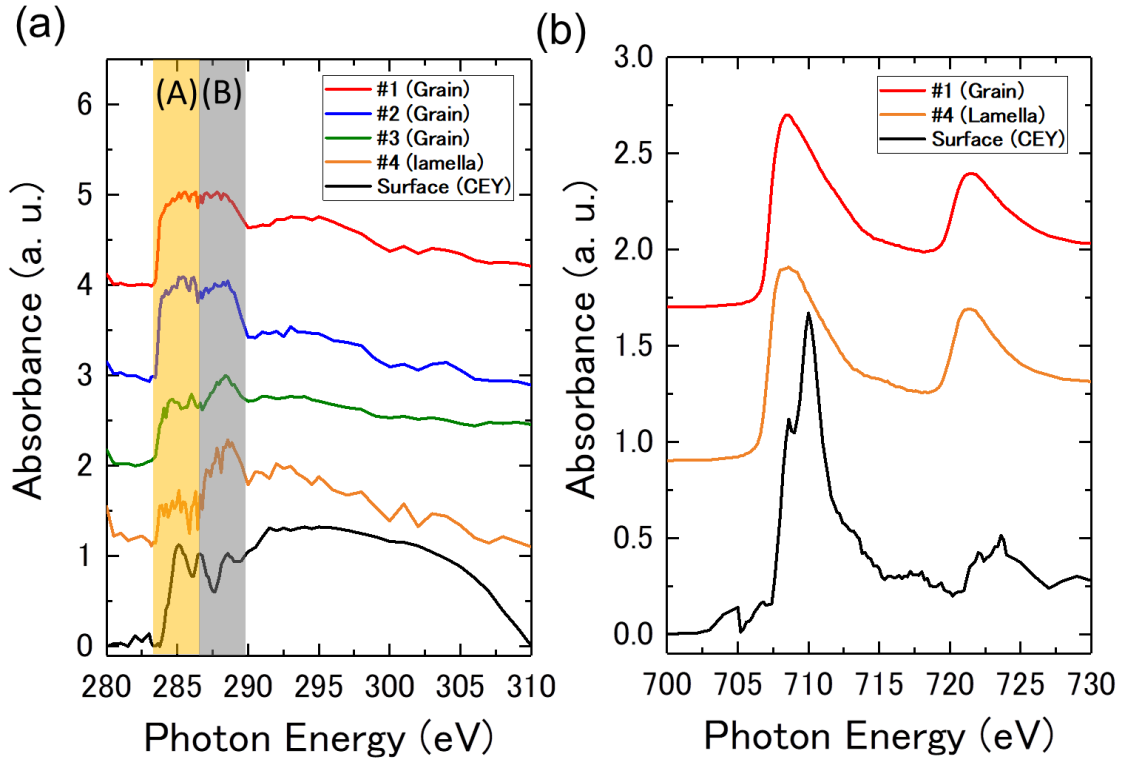 (a)
(A) (B)
#1 (Grain)
#2 (Grain)
#3 (Grain)
#4 (lamella)
Surface (CEY)
6
5
4
3
2
1
0
280 285 290 295 300 305 310
Absorbance (a. u.)
Photon Energy (eV)
(b)
#1 (Grain)
#4 (Lamella)
Surface (CEY)
3.0
2.5
2.0
1.5
1.0
0.5
0.0
700 705 710 715 720 725 730
Absorbance (a. u.)
Photon Energy (eV)